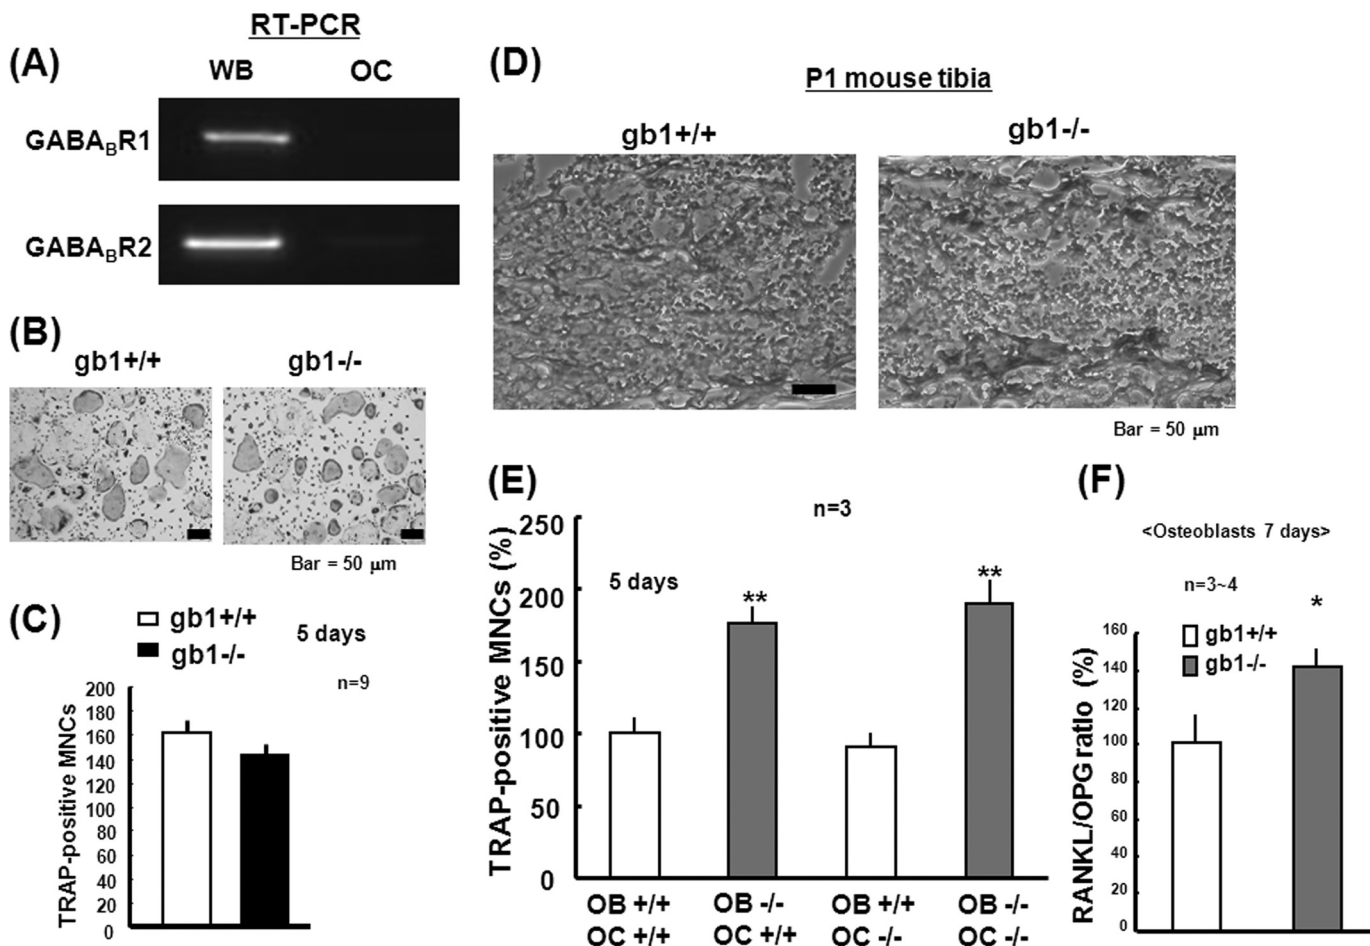 RT-PCR
(A)
WB OC
GABABR1
GABABR2
(B)
gb1+/+ gb1-/-
Bar = 50 μm
(C)
gb1+/+
gb1-/-
5 days
n=9
TRAP-positive MNCs
200
180
160
140
120
100
80
60
40
20
0
(D)
P1 mouse tibia
gb1+/+ gb1-/-
Bar = 50 μm
(E)
n=3
5 days
TRAP-positive MNCs (%)
250
200
150
100
50
0
**
**
OB +/+ OB -/- OB +/+ OB -/-
OC +/+ OC +/+ OC -/- OC -/-
(F)
<Osteoblasts 7 days>
n=3~4
*
gb1+/+
gb1-/-
RANKL/OPG ratio (%)
160
140
120
100
80
60
40
20
0